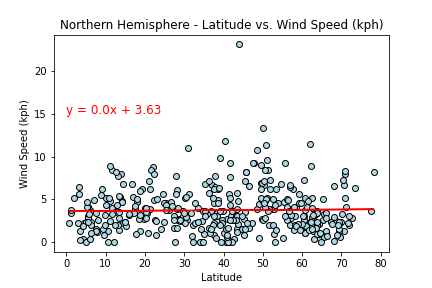 Northern Hemisphere - Latitude vs. Wind Speed (kph)
20
15
10
5
0
Wind Speed (kph)
y = 0.0x + 3.63
0 10 20 30 40 50 60 70 80
Latitude